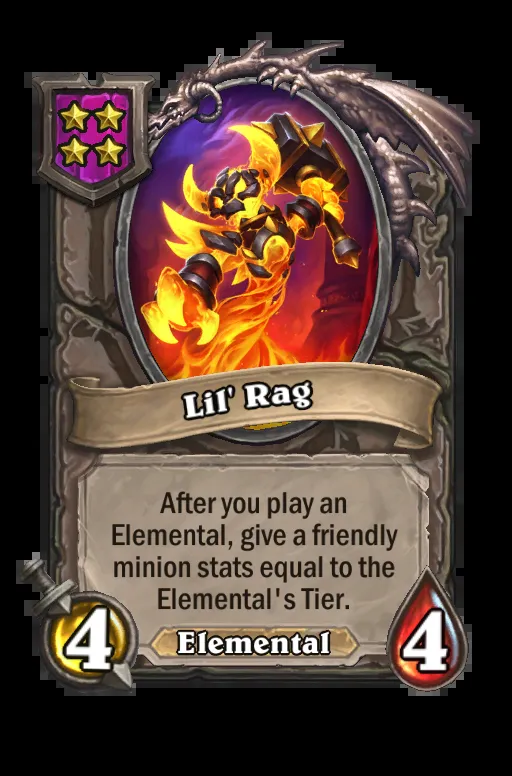 Lil' Rag
After you play an
Elemental, give a friendly
minion stats equal to the
Elemental's Tier.
4
Elemental
4